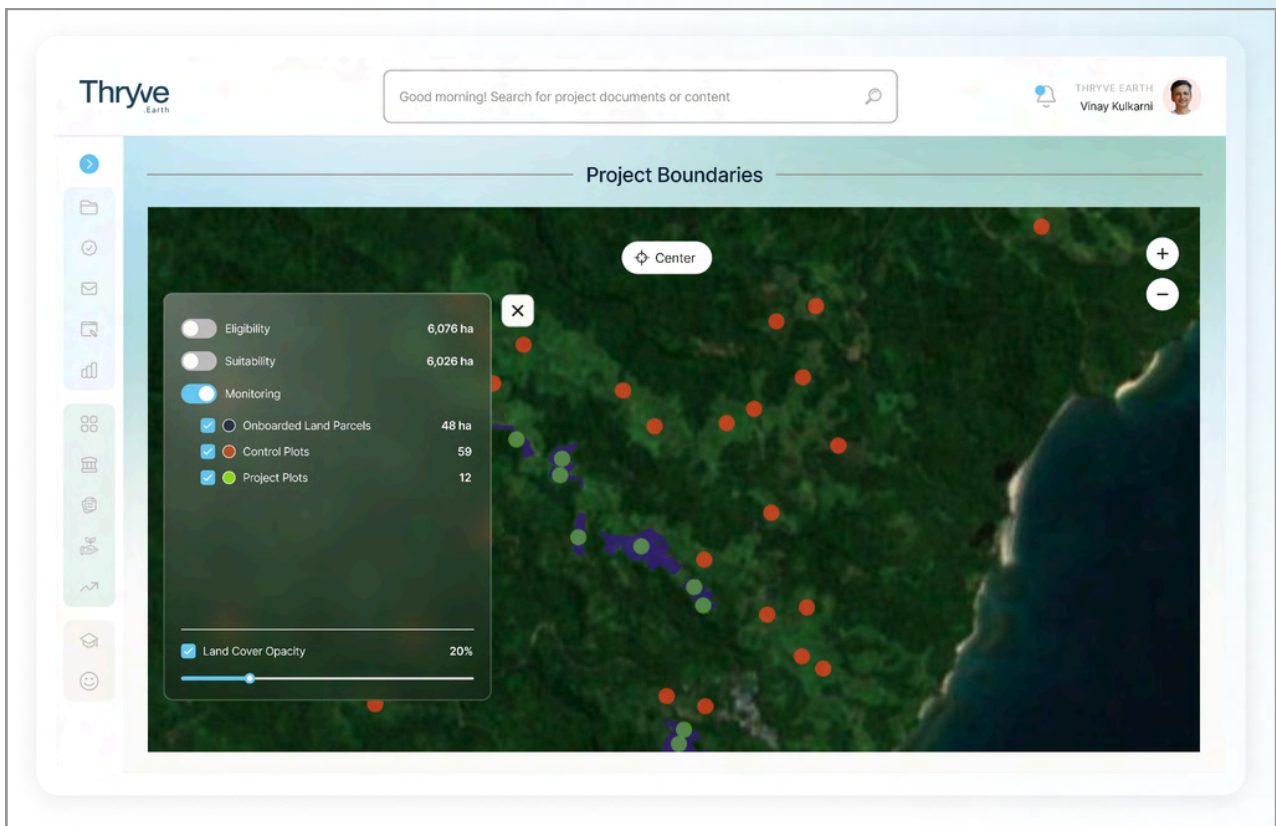 Thryve
.Earth
Good morning! Search for project documents or content
THRYVE EARTH
Vinay Kulkarni
Project Boundaries
Center
Eligibility 6,076 ha
Suitability 6,026 ha
Monitoring
Onboarded Land Parcels 48 ha
Control Plots 59
Project Plots 12
Land Cover Opacity 20%